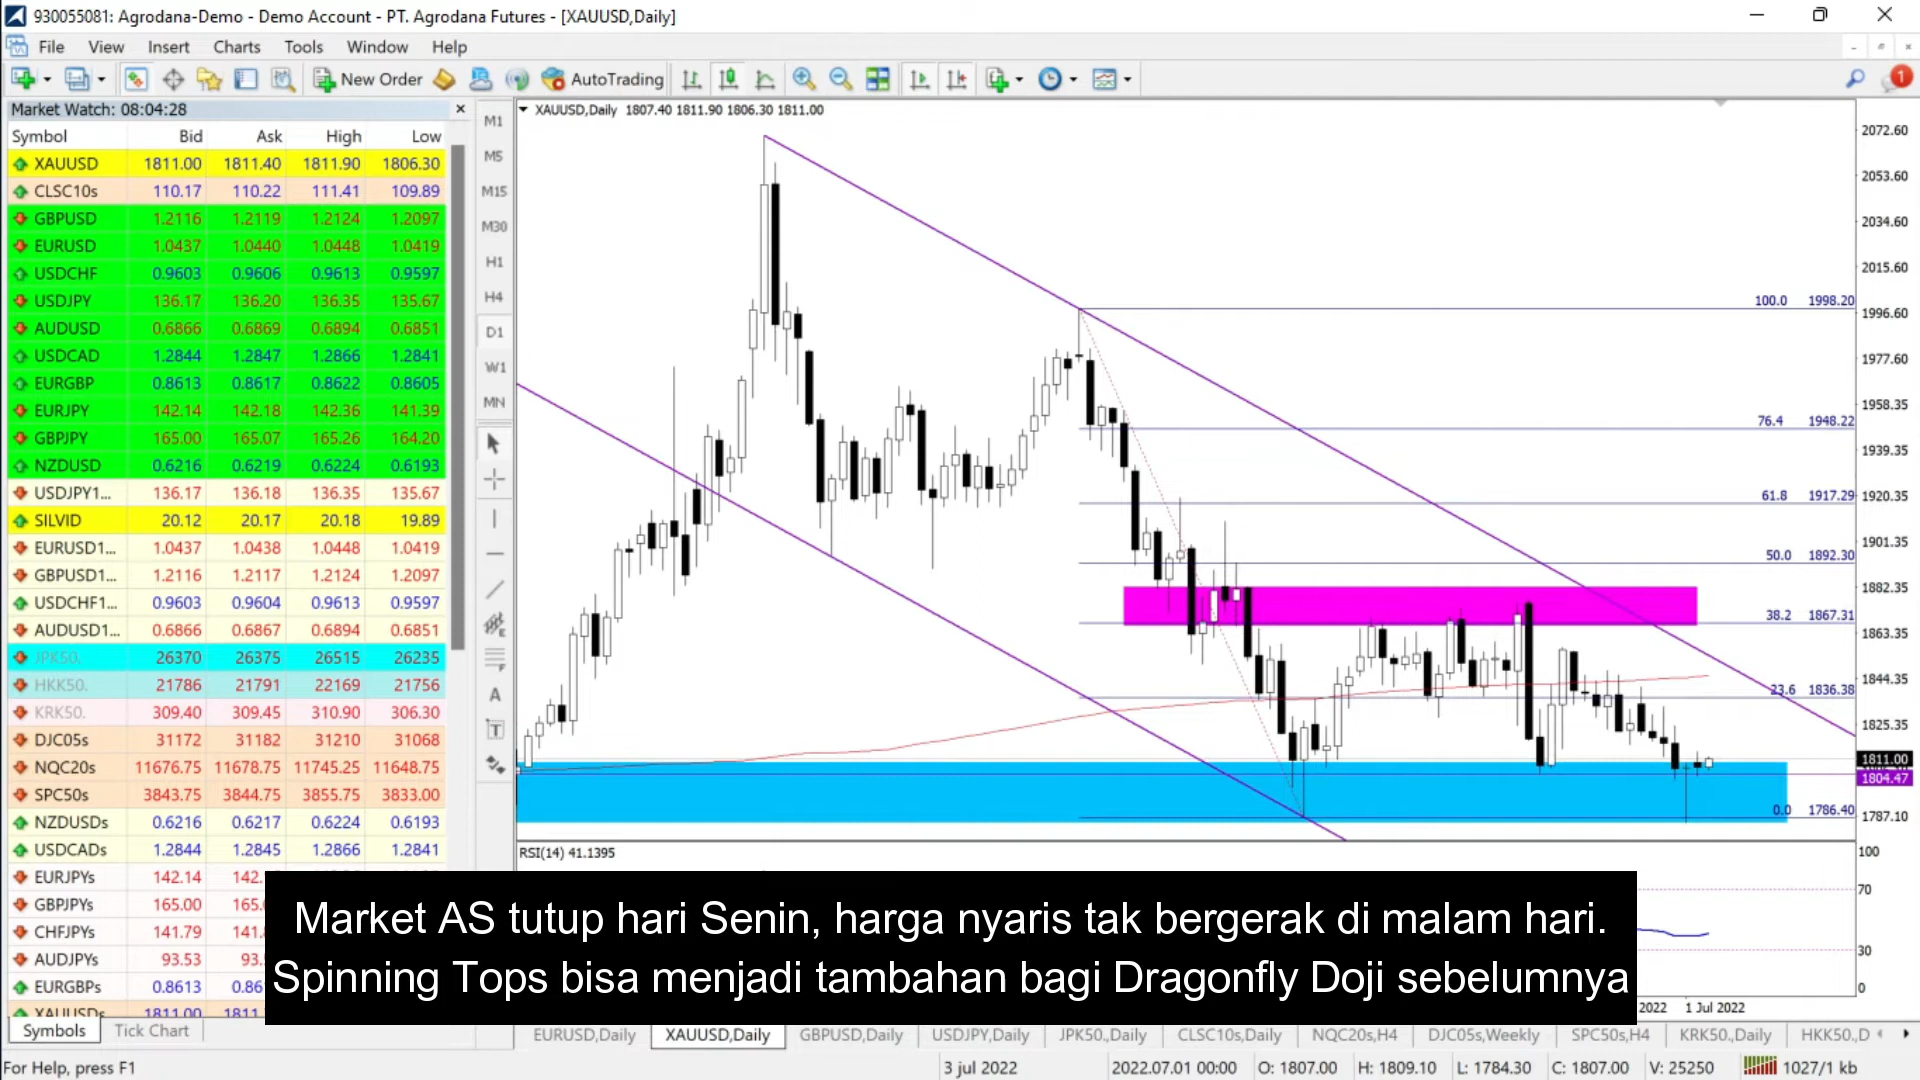 930055081: Agrodana-Demo - Demo Account - PT. Agrodana Futures - [XAUUSD,Daily]
File View Insert Charts Tools Window Help
New Order AutoTrading 1
Market Watch: 08:04:28
Symbol Bid Ask High Low
XAUUSD 1811.00 1811.40 1811.90 1806.30
CLSC10s 110.17 110.22 111.41 109.89
GBPUSD 1.2116 1.2119 1.2124 1.2097
EURUSD 1.0437 1.0440 1.0448 1.0419
USDCHF 0.9603 0.9606 0.9613 0.9597
USDJPY 136.17 136.20 136.35 135.67
AUDUSD 0.6866 0.6869 0.6894 0.6851
USDCAD 1.2844 1.2847 1.2866 1.2841
EURGBP 0.8613 0.8617 0.8622 0.8605
EURJPY 142.14 142.18 142.36 141.39
GBPJPY 165.00 165.07 165.26 164.20
NZDUSD 0.6216 0.6219 0.6224 0.6193
USDJPY1... 136.17 136.18 136.35 135.67
SILVID 20.12 20.17 20.18 19.89
EURUSD1... 1.0437 1.0438 1.0448 1.0419
GBPUSD1... 1.2116 1.2117 1.2124 1.2097
USDCHF1... 0.9603 0.9604 0.9613 0.9597
AUDUSD1... 0.6866 0.6867 0.6894 0.6851
JPK50. 26370 26375 26515 26235
HKK50. 21786 21791 22169 21756
KRK50. 309.40 309.45 310.90 306.30
DJC05s 31172 31182 31210 31068
NQC20s 11676.75 11678.75 11745.25 11648.75
SPC50s 3843.75 3844.75 3855.75 3833.00
NZDUSDs 0.6216 0.6217 0.6224 0.6193
USDCADs 1.2844 1.2845 1.2866 1.2841
EURJPYs 142.14 142.
GBPJPYs 165.00 165.
CHFJPYs 141.79 141.
AUDJPYs 93.53 93.
EURGBPs 0.8613 0.86
XAUUSDs 1811.00 1811
Symbols Tick Chart
M1
M5
M15
M30
H1
H4
D1
W1
MN
A
T
XAUUSD,Daily 1807.40 1811.90 1806.30 1811.00
100.0 1998.20
76.4 1948.22
61.8 1917.29
50.0 1892.30
38.2 1867.31
23.6 1836.38
0.0 1786.40
2072.60
2053.60
2034.60
2015.60
1996.60
1977.60
1958.35
1939.35
1920.35
1901.35
1882.35
1863.35
1844.35
1825.35
1811.00
1804.47
1787.10
RSI(14) 41.1395
100
70
30
0
Market AS tutup hari Senin, harga nyaris tak bergerak di malam hari.
Spinning Tops bisa menjadi tambahan bagi Dragonfly Doji sebelumnya
2022 1 Jul 2022
EURUSD,Daily XAUUSD,Daily GBPUSD,Daily USDJPY,Daily JPK50.,Daily CLSC10s,Daily NQC20s,H4 DJC05s,Weekly SPC50s,H4 KRK50.,Daily HKK50.,D
For Help, press F1 3 jul 2022 2022.07.01 00:00 O: 1807.00 H: 1809.10 L: 1784.30 C: 1807.00 V: 25250 1027/1 kb